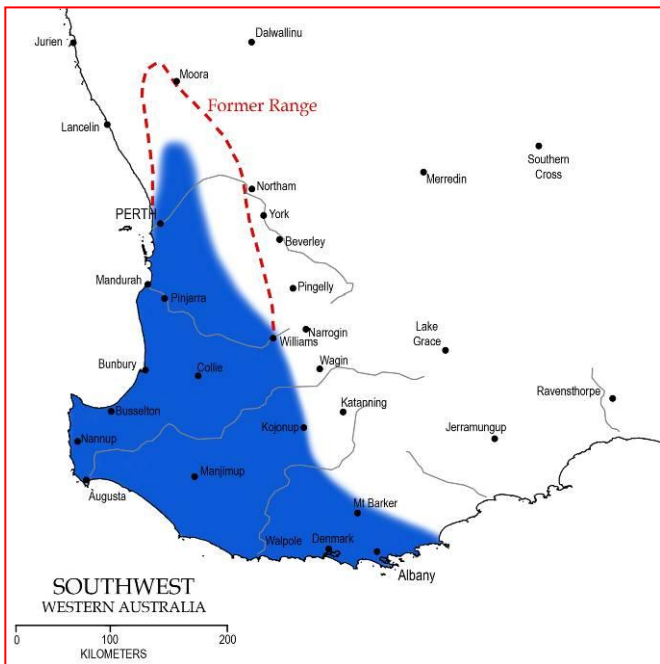 Dalwallinu
Jurien
Moora
Former Range
Lancelin
Southern
Cross
Merredin
Northam
PERTH
York
Beverley
Mandurah
Pinjarra
Pingelly
Narrogin
Williams
Lake
Grace
Bunbury
Collie
Wagin
Ravensthorpe
Busselton
Katapning
Kojonup
Jerramungup
Nannup
Manjimup
Augusta
Mt Barker
Walpole
Denmark
Albany
SOUTHWEST
WESTERN AUSTRALIA
0 100 200
KILOMETERS